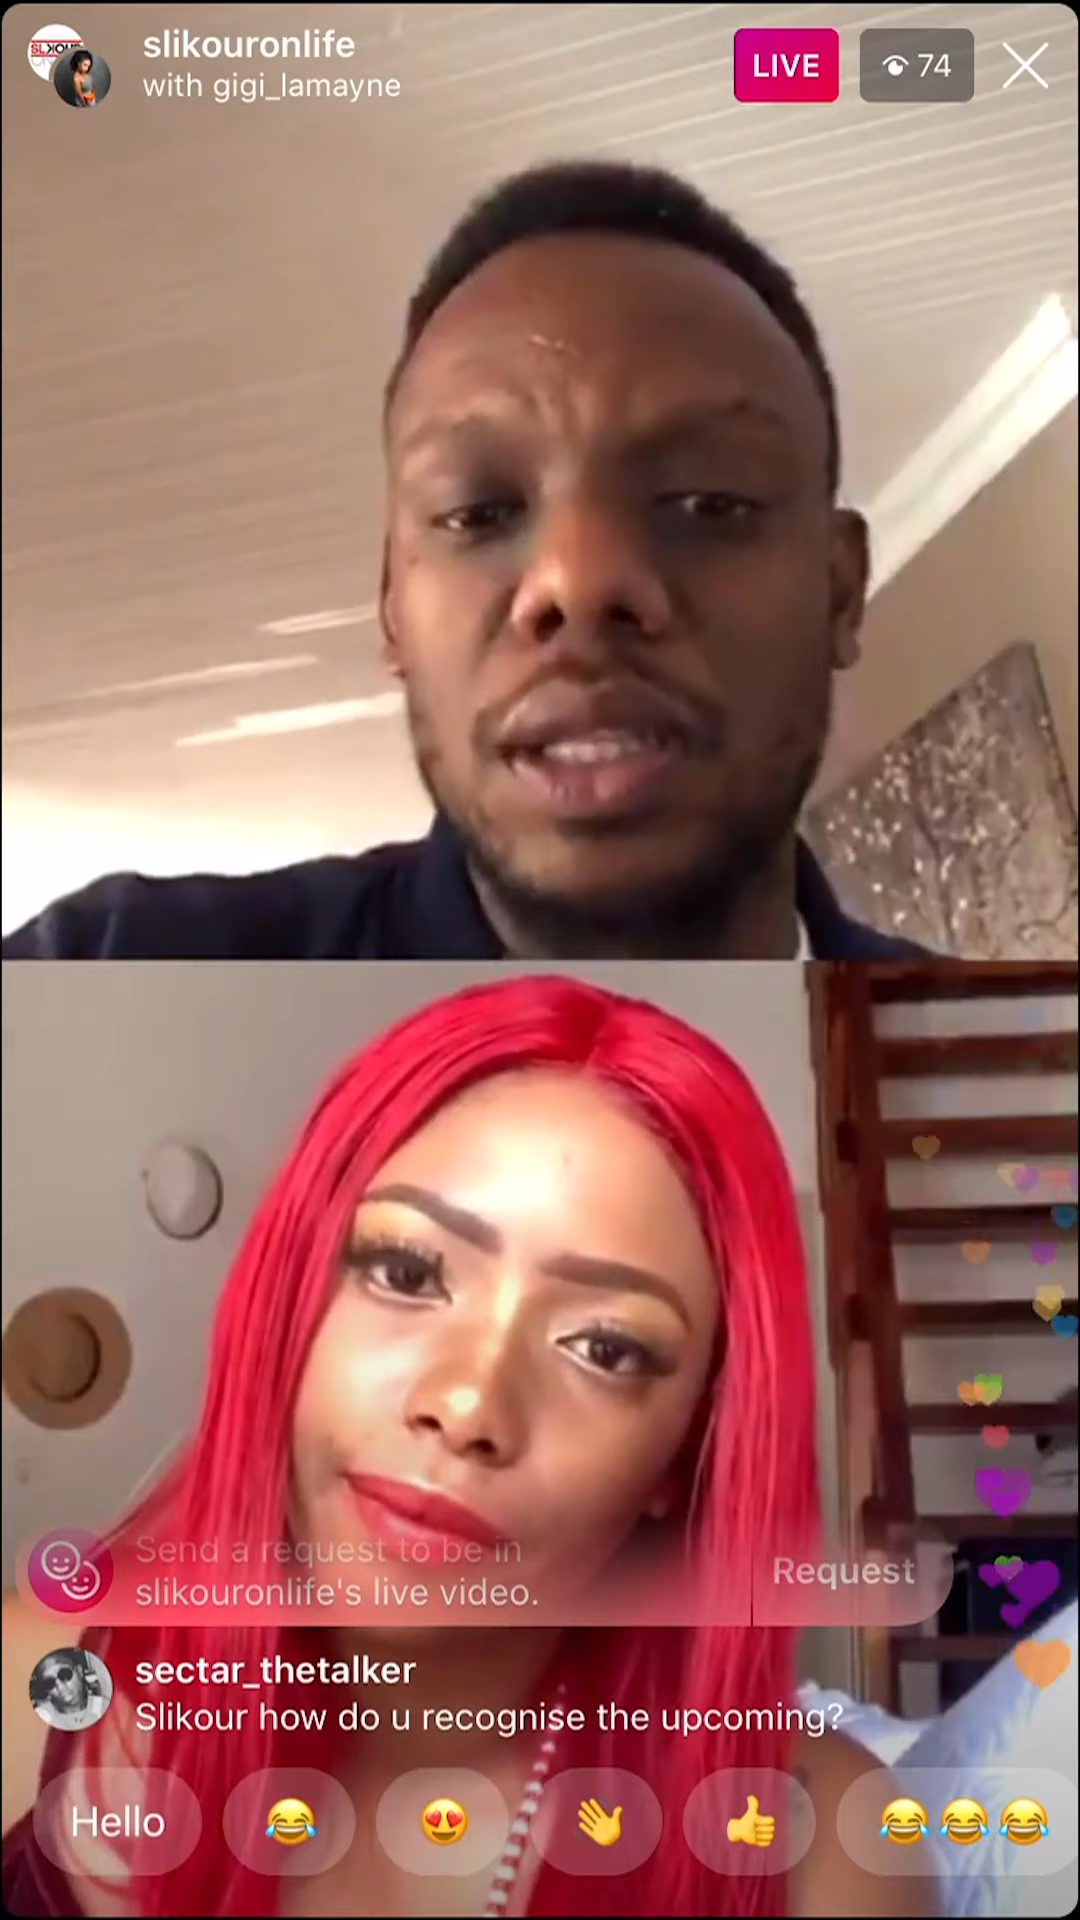 slikouronlife
with gigi_lamayne
LIVE
74
Send a request to be in
slikouronlife's live video.
Request
sectar_thetalker
Slikour how do u recognise the upcoming?
Hello